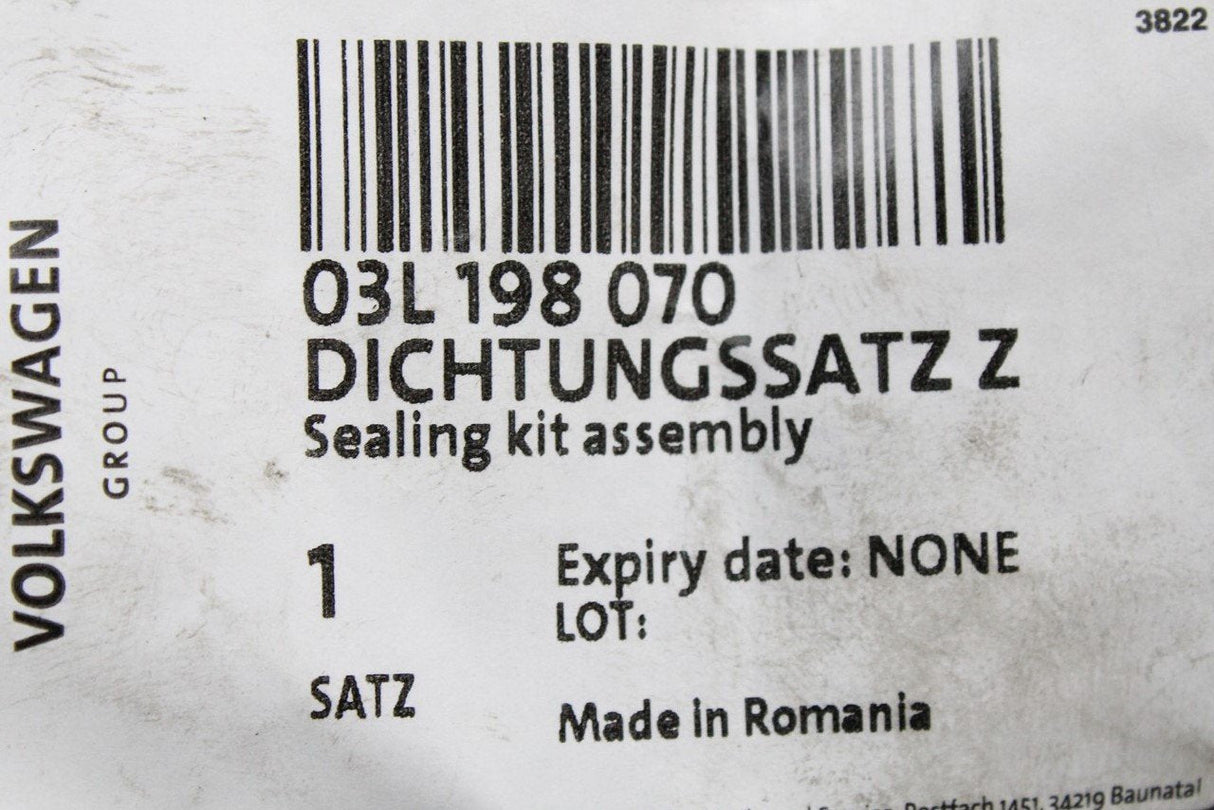 3822
VOLKSWAGEN
GROUP
03L 198 070
DICHTUNGSSATZ Z
Sealing kit assembly
1
Expiry date: NONE
LOT:
SATZ
Made in Romania
Postfach 1451, 34219 Baunatal